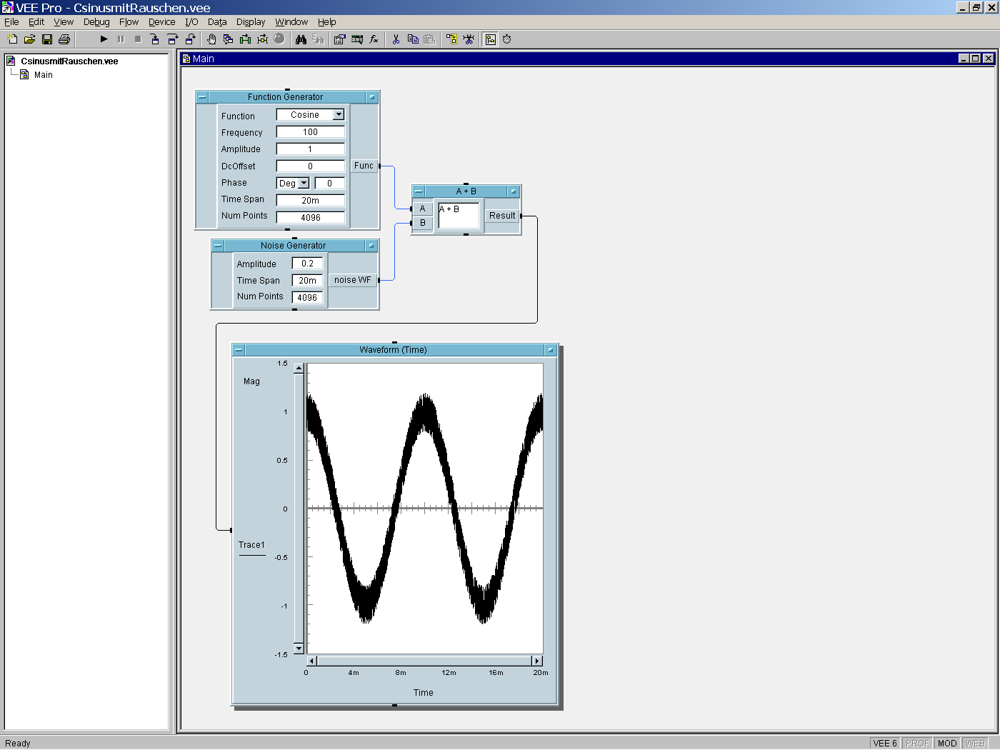 VEE Pro - CsinusmitRauschen.vee
File Edit View Debug Flow Device I/O Data Display Window Help
CsinusmitRauschen.vee
Main
Main
Function Generator
Function Cosine
Frequency 100
Amplitude 1
DcOffset 0
Func
Phase Deg 0
Time Span 20m
Num Points 4096
A + B
A
A + B
B
Result
Noise Generator
Amplitude 0.2
Time Span 20m
noise WF
Num Points 4096
Waveform (Time)
1.5
Mag
1
0.5
0
Trace1
-0.5
-1
-1.5
0 4m 8m 12m 16m 20m
Time
Ready VEE 6 PROF MOD WEB